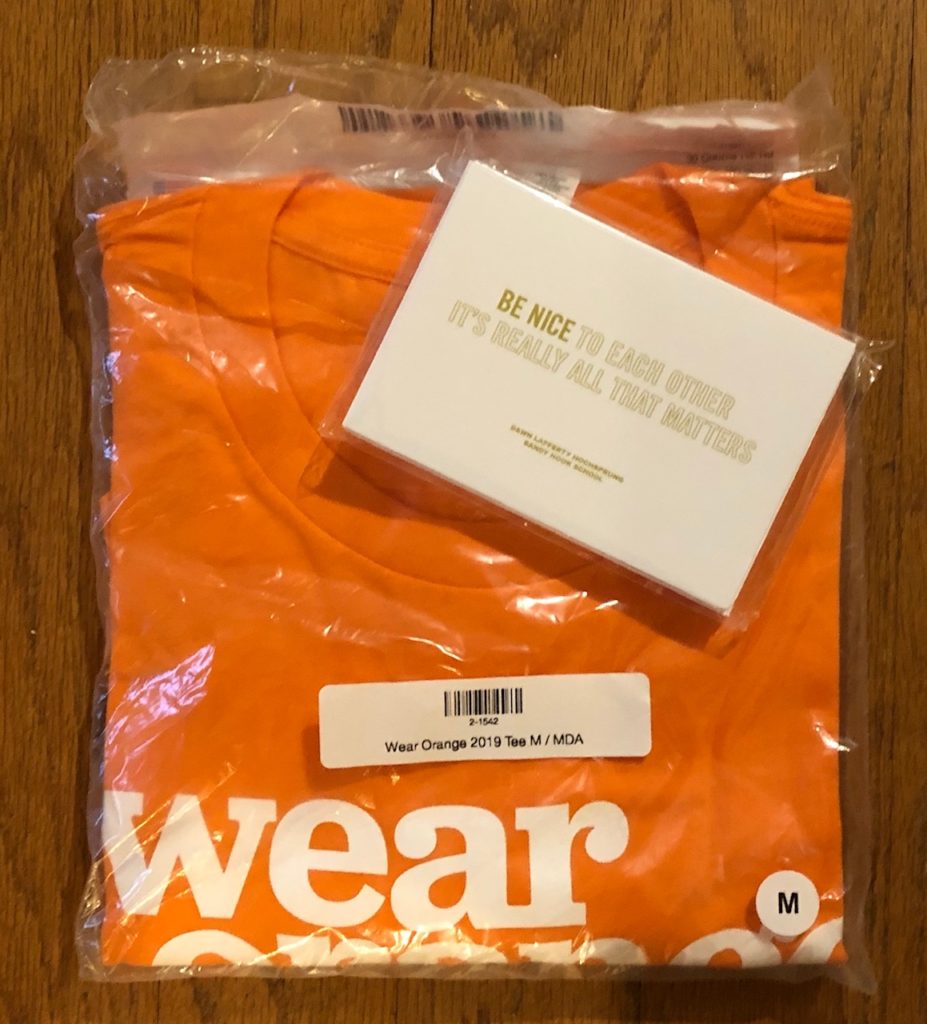 BE NICE TO EACH OTHER
IT'S REALLY ALL THAT MATTERS
DAWN LAFFERTY HOCHSPRUNG
SANDY HOOK SCHOOL
2-1542
Wear Orange 2019 Tee M / MDA
wear
M
orange